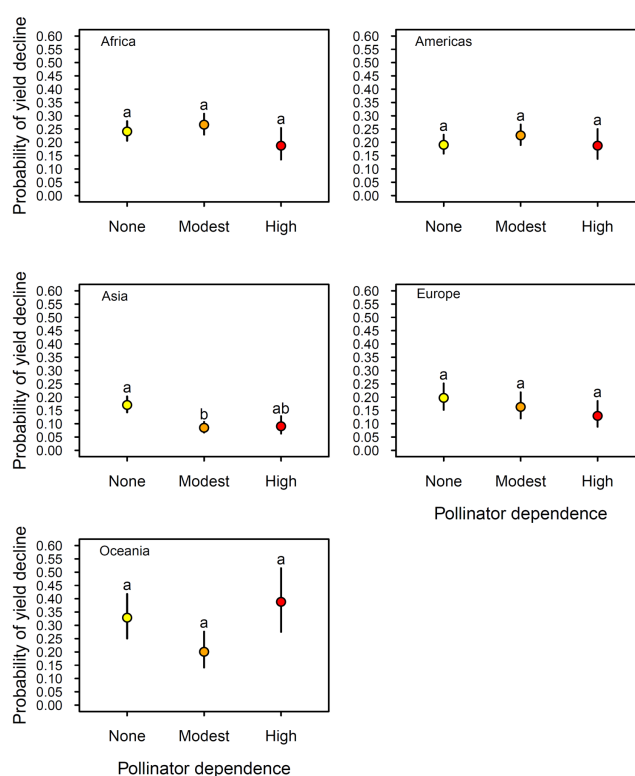 Probability of yield decline
Africa
0.60
0.55
0.50
0.45
0.40
0.35
0.30
0.25
0.20
0.15
0.10
0.05
0.00
a
a
a
None Modest High
Americas
0.60
0.55
0.50
0.45
0.40
0.35
0.30
0.25
0.20
0.15
0.10
0.05
0.00
a
a
a
None Modest High
Probability of yield decline
Asia
0.60
0.55
0.50
0.45
0.40
0.35
0.30
0.25
0.20
0.15
0.10
0.05
0.00
a
b
ab
None Modest High
Europe
0.60
0.55
0.50
0.45
0.40
0.35
0.30
0.25
0.20
0.15
0.10
0.05
0.00
a
a
a
None Modest High
Pollinator dependence
Probability of yield decline
Oceania
0.60
0.55
0.50
0.45
0.40
0.35
0.30
0.25
0.20
0.15
0.10
0.05
0.00
a
a
a
None Modest High
Pollinator dependence